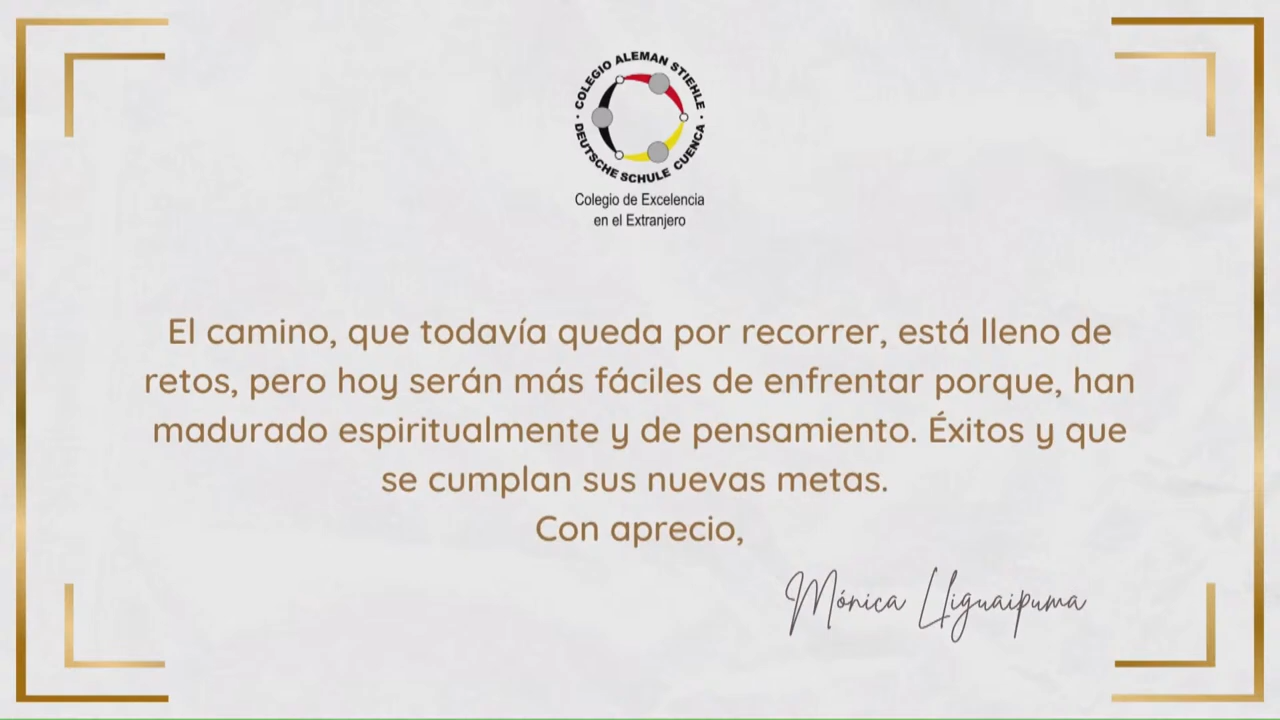 · COLEGIO ALEMAN STIEHLE ·
DEUTSCHE SCHULE CUENCA
Colegio de Excelencia
en el Extranjero
El camino, que todavía queda por recorrer, está lleno de
retos, pero hoy serán más fáciles de enfrentar porque, han
madurado espiritualmente y de pensamiento. Éxitos y que
se cumplan sus nuevas metas.
Con aprecio,
Mónica Lliguaipuma